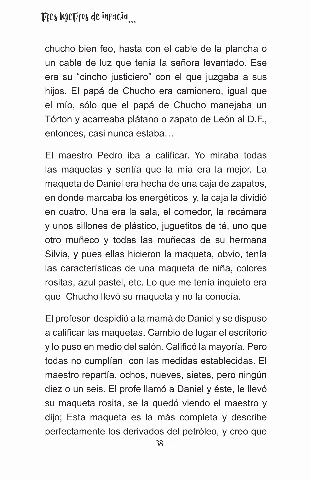 Tres hgetitos de infacia...
chucho bien feo, hasta con el cable de la plancha o
un cable de luz que tenía la señora levantado. Ese
era su “cincho justiciero” con el que juzgaba a sus
hijos. El papá de Chucho era camionero, igual que
el mío, sólo que el papá de Chucho manejaba un
Tórton y acarreaba plátano o zapato de León al D.F.,
entonces, casi nunca estaba…
El maestro Pedro iba a calificar. Yo miraba todas
las maquetas y sentía que la mía era la mejor. La
maqueta de Daniel era hecha de una caja de zapatos,
en donde marcaba los energéticos y, la caja la dividió
en cuatro. Una era la sala, el comedor, la recámara
y unos sillones de plástico, juguetitos de té, uno que
otro muñeco y todas las muñecas de su hermana
Silvia, y pues ellas hicieron la maqueta, obvio, tenía
las características de una maqueta de niña, colores
rositas, azul pastel, etc. Lo que me tenía inquieto era
que Chucho llevó su maqueta y no la conocía.
El profesor despidió a la mamá de Daniel y se dispuso
a calificar las maquetas. Cambio de lugar el escritorio
y lo puso en medio del salón. Calificó la mayoría. Pero
todas no cumplían con las medidas establecidas. El
maestro repartía, ochos, nueves, sietes, pero ningún
diez o un seis. El profe llamó a Daniel y éste, le llevó
su maqueta rosita, se la quedó viendo el maestro y
dijo; Esta maqueta es la más completa y describe
perfectamente los derivados del petróleo, y creo que
38